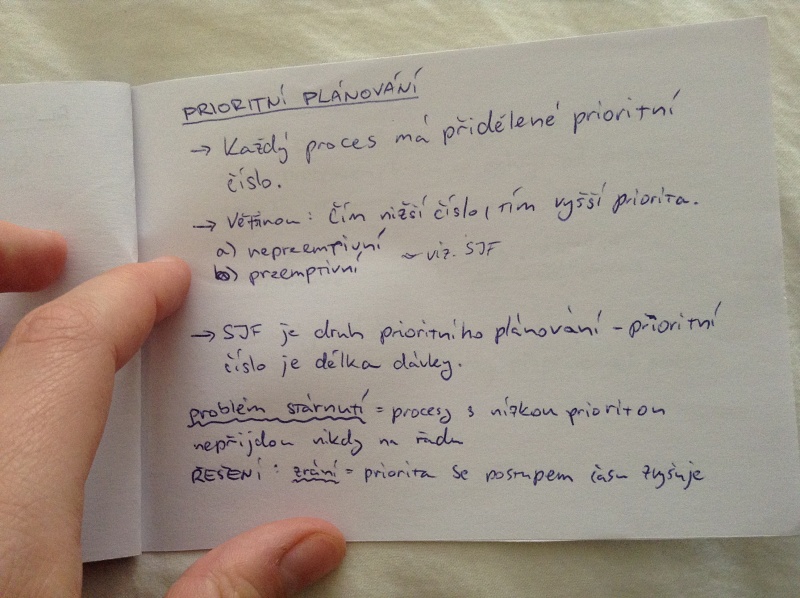 PRIORITNÍ PLÁNOVÁNÍ
→ Každý proces má přidělené prioritní
číslo.
→ Většinou: čím nižší číslo, tím vyšší priorita.
a) nepreemptivní
b) preemptivní
← viz. SJF
→ SJF je druh prioritního plánování – prioritní
číslo je délka dávky.
problém stárnutí = procesy s nízkou prioritou
nepřijdou nikdy na řadu
ŘEŠENÍ: zrání = priorita se postupem času zvyšuje